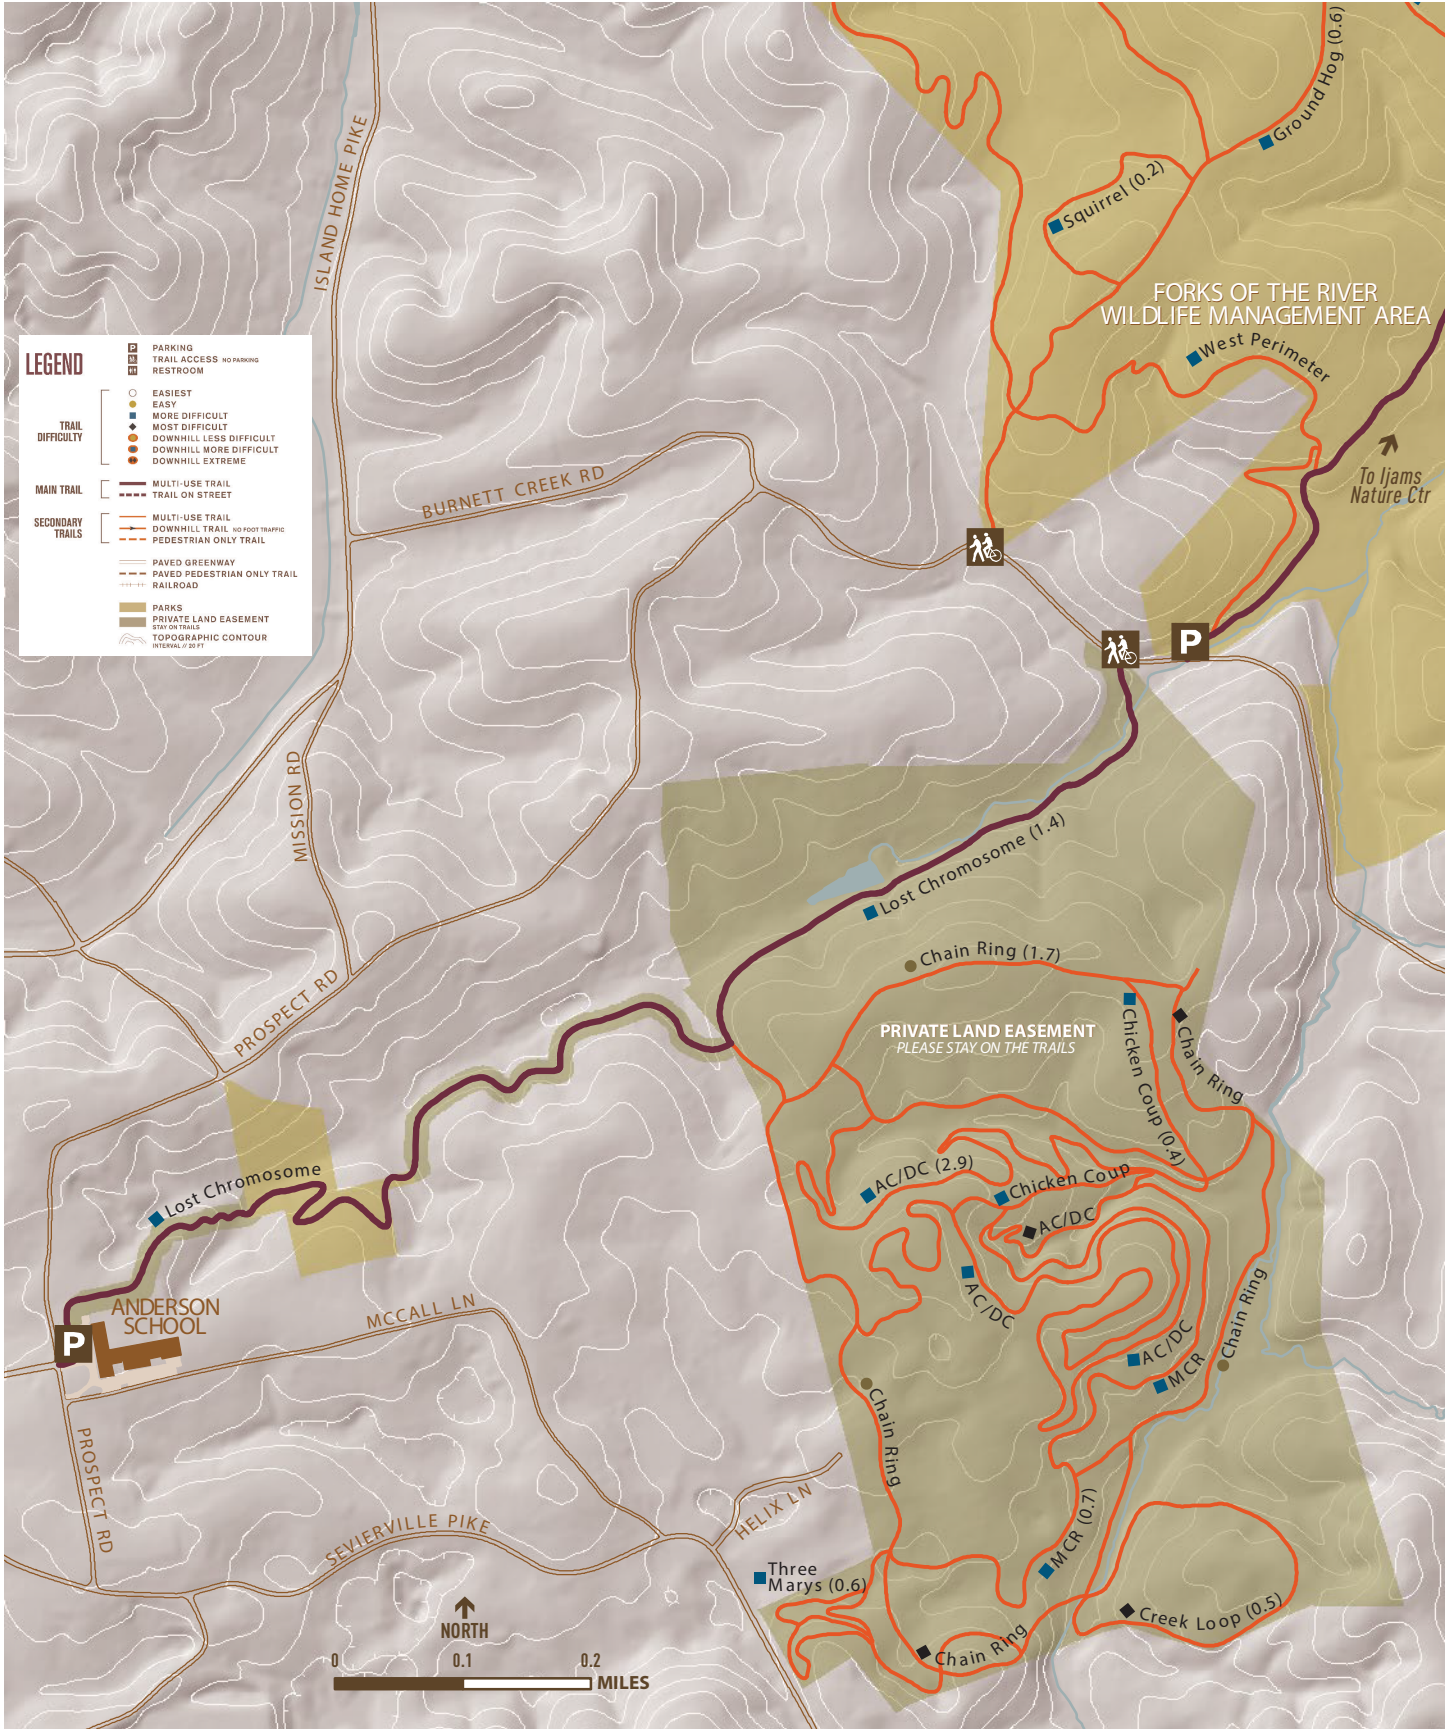 Ground Hog (0.6)
ISLAND HOME PIKE
Squirrel (0.2)
FORKS OF THE RIVER
WILDLIFE MANAGEMENT AREA
West Perimeter
To Ijams
Nature Ctr
LEGEND
P PARKING
TRAIL ACCESS NO PARKING
RESTROOM
TRAIL
DIFFICULTY
EASIEST
EASY
MORE DIFFICULT
MOST DIFFICULT
DOWNHILL LESS DIFFICULT
DOWNHILL MORE DIFFICULT
DOWNHILL EXTREME
MAIN TRAIL
MULTI-USE TRAIL
TRAIL ON STREET
SECONDARY
TRAILS
MULTI-USE TRAIL
DOWNHILL TRAIL NO FOOT TRAFFIC
PEDESTRIAN ONLY TRAIL
PAVED GREENWAY
PAVED PEDESTRIAN ONLY TRAIL
RAILROAD
PARKS
PRIVATE LAND EASEMENT
STAY ON TRAILS
TOPOGRAPHIC CONTOUR
INTERVAL // 20 FT
BURNETT CREEK RD
P
MISSION RD
Lost Chromosome (1.4)
Chain Ring (1.7)
PROSPECT RD
PRIVATE LAND EASEMENT
PLEASE STAY ON THE TRAILS
Chicken Coup (0.4)
Chain Ring
Lost Chromosome
AC/DC (2.9)
Chicken Coup
AC/DC
AC/DC
ANDERSON
SCHOOL
P
MCCALL LN
AC/DC
MCR
Chain Ring
Chain Ring
PROSPECT RD
SEVIERVILLE PIKE
HELIX LN
MCR (0.7)
Three
Marys (0.6)
Creek Loop (0.5)
Chain Ring
NORTH
0 0.1 0.2
MILES